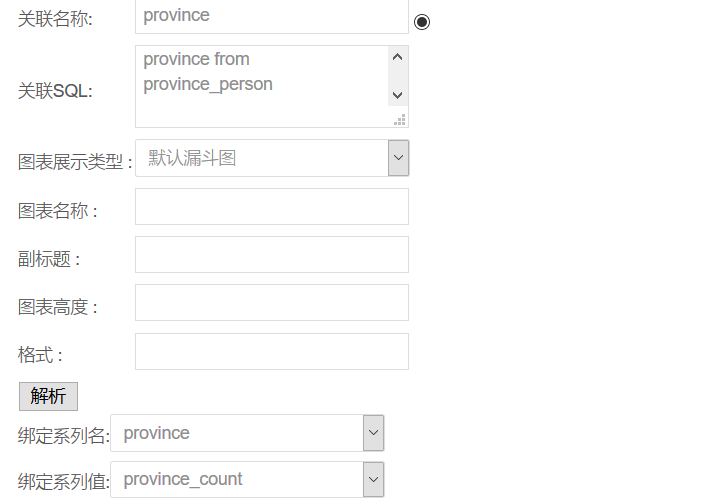 关联名称: province
关联SQL: province from
province_person
图表展示类型 : 默认漏斗图
图表名称 :
副标题 :
图表高度 :
格式 :
解析
绑定系列名: province
绑定系列值: province_count